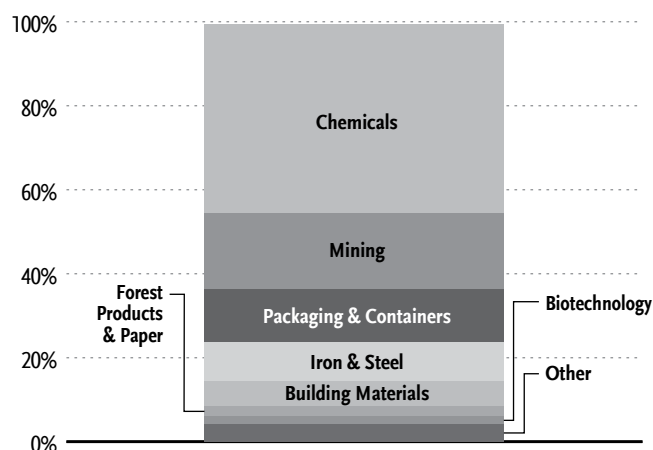 100%
Chemicals
80%
60%
Mining
40%
Forest
Products
& Paper
Biotechnology
Packaging & Containers
20%
Iron & Steel
Other
Building Materials
0%